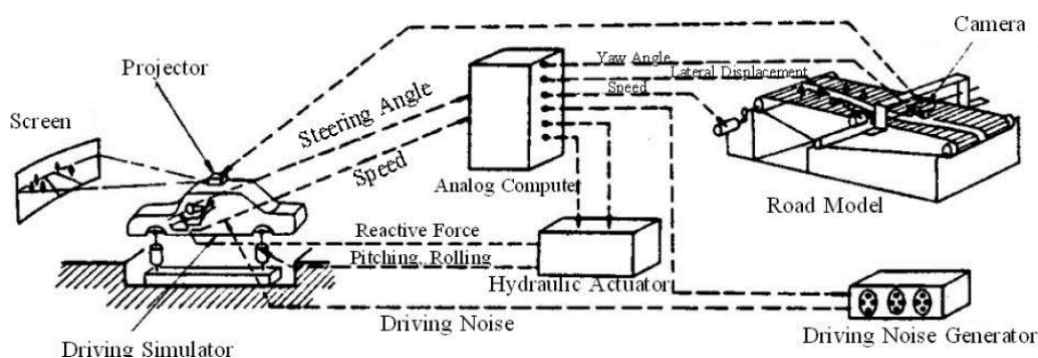 Camera
Projector
Yaw Angle
Lateral Displacement
Speed
Steering Angle
Screen
Speed
Analog Computer
Road Model
Reactive Force
Pitching, Rolling
Hydraulic Actuator
Driving Noise
Driving Noise Generator
Driving Simulator